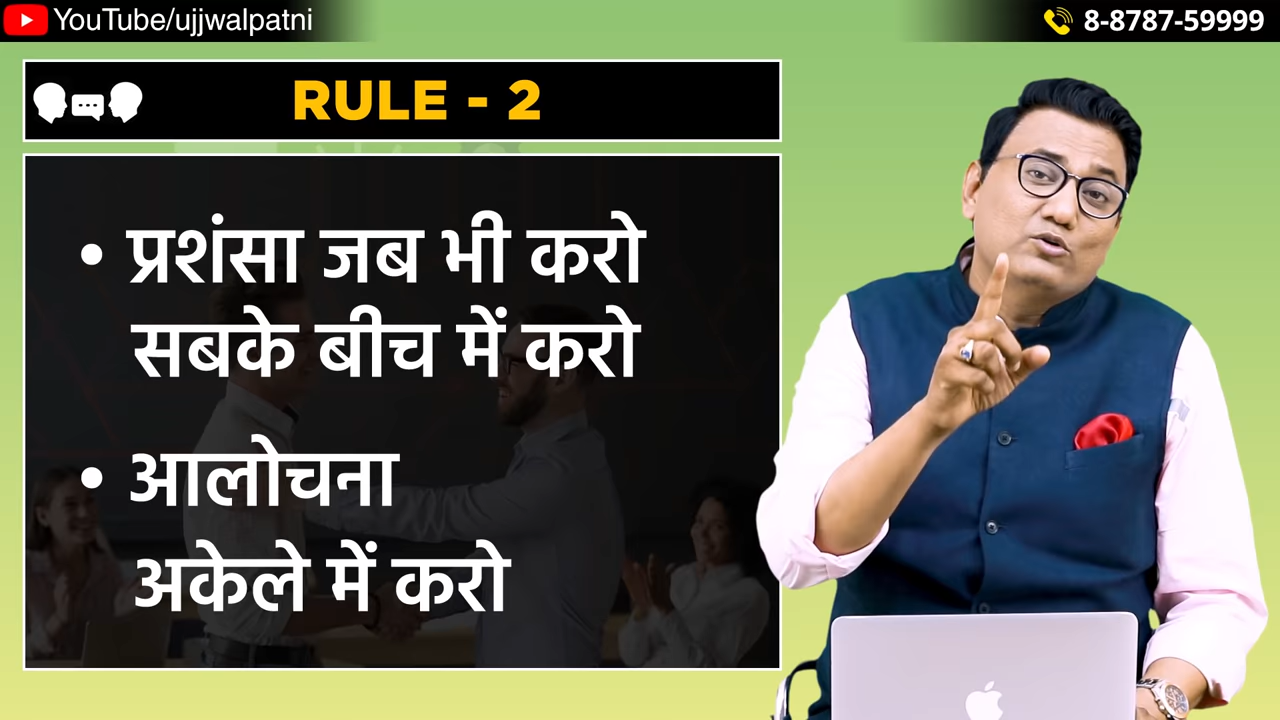 YouTube/ujjwalpatni
8-8787-59999
RULE - 2
• प्रशंसा जब भी करो
सबके बीच में करो
• आलोचना
अकेले में करो